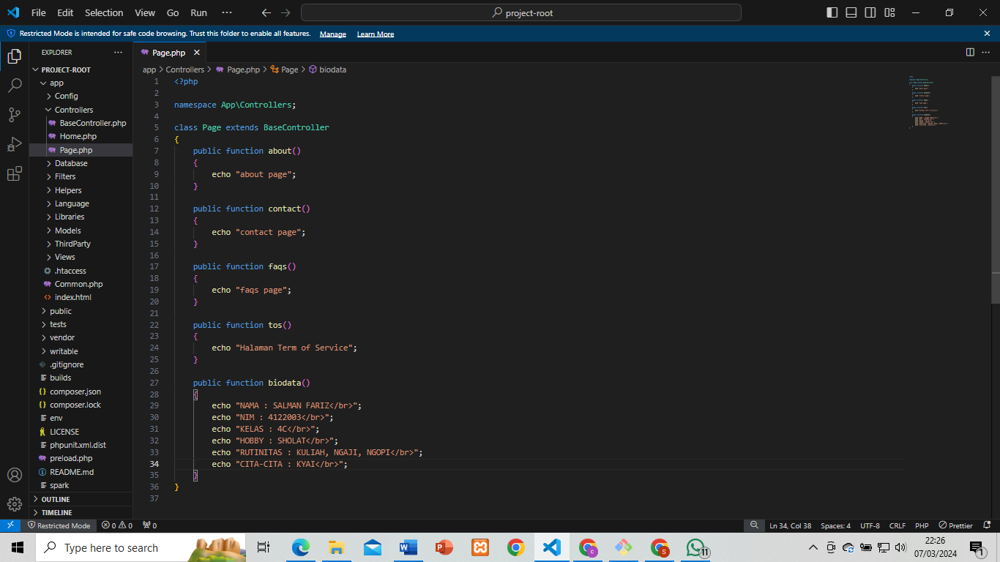 File Edit Selection View Go Run ··· project-root
Restricted Mode is intended for safe code browsing. Trust this folder to enable all features. Manage Learn More
EXPLORER ···
PROJECT-ROOT
app
Config
Controllers
BaseController.php
Home.php
Page.php
Database
Filters
Helpers
Language
Libraries
Models
ThirdParty
Views
.htaccess
Common.php
index.html
public
tests
vendor
writable
.gitignore
builds
composer.json
composer.lock
env
LICENSE
phpunit.xml.dist
preload.php
README.md
spark
OUTLINE
TIMELINE
Page.php
app > Controllers > Page.php > Page > biodata
1 <?php
2
3 namespace App\Controllers;
4
5 class Page extends BaseController
6 {
7 public function about()
8 {
9 echo "about page";
10 }
11
12 public function contact()
13 {
14 echo "contact page";
15 }
16
17 public function faqs()
18 {
19 echo "faqs page";
20 }
21
22 public function tos()
23 {
24 echo "Halaman Term of Service";
25 }
26
27 public function biodata()
28 {
29 echo "NAMA : SALMAN FARIZ</br>";
30 echo "NIM : 4122003</br>";
31 echo "KELAS : 4C</br>";
32 echo "HOBBY : SHOLAT</br>";
33 echo "RUTINITAS : KULIAH, NGAJI, NGOPI</br>";
34 echo "CITA-CITA : KYAI</br>";
35 }
36 }
37
Restricted Mode 0 0 0 Ln 34, Col 38 Spaces: 4 UTF-8 CRLF PHP Prettier
Type here to search
11
22:26
07/03/2024
1